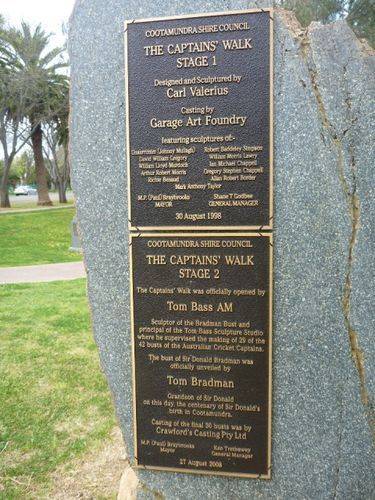 COOTAMUNDRA SHIRE COUNCIL
THE CAPTAINS' WALK
STAGE 1
Designed and Sculptured by
Carl Valerius
Casting by
Garage Art Foundry
featuring sculptures of:-
Unaarrimin (Johnny Mullagh) Robert Baddeley Simpson
David William Gregory William Morris Lawry
William Lloyd Murdoch Ian Michael Chappell
Arthur Robert Morris Gregory Stephen Chappell
Richie Benaud Allan Robert Border
Mark Anthony Taylor
M.P. (Paul) Braybrooks Shane T Godbee
MAYOR GENERAL MANAGER
30 August 1998
COOTAMUNDRA SHIRE COUNCIL
THE CAPTAINS' WALK
STAGE 2
The Captains' Walk was officially opened by
Tom Bass AM
Sculptor of the Bradman Bust and
principal of the Tom Bass Sculpture Studio
where he supervised the making of 29 of the
42 busts of the Australian Cricket Captains.
The bust of Sir Donald Bradman was
officially unveiled by
Tom Bradman
Grandson of Sir Donald
on this day, the centenary of Sir Donald's
birth in Cootamundra.
Casting of the final 30 busts was by
Crawford's Casting Pty Ltd
M.P. (Paul) Braybrooks Ken Trethewey
Mayor General Manager
27 August 2008